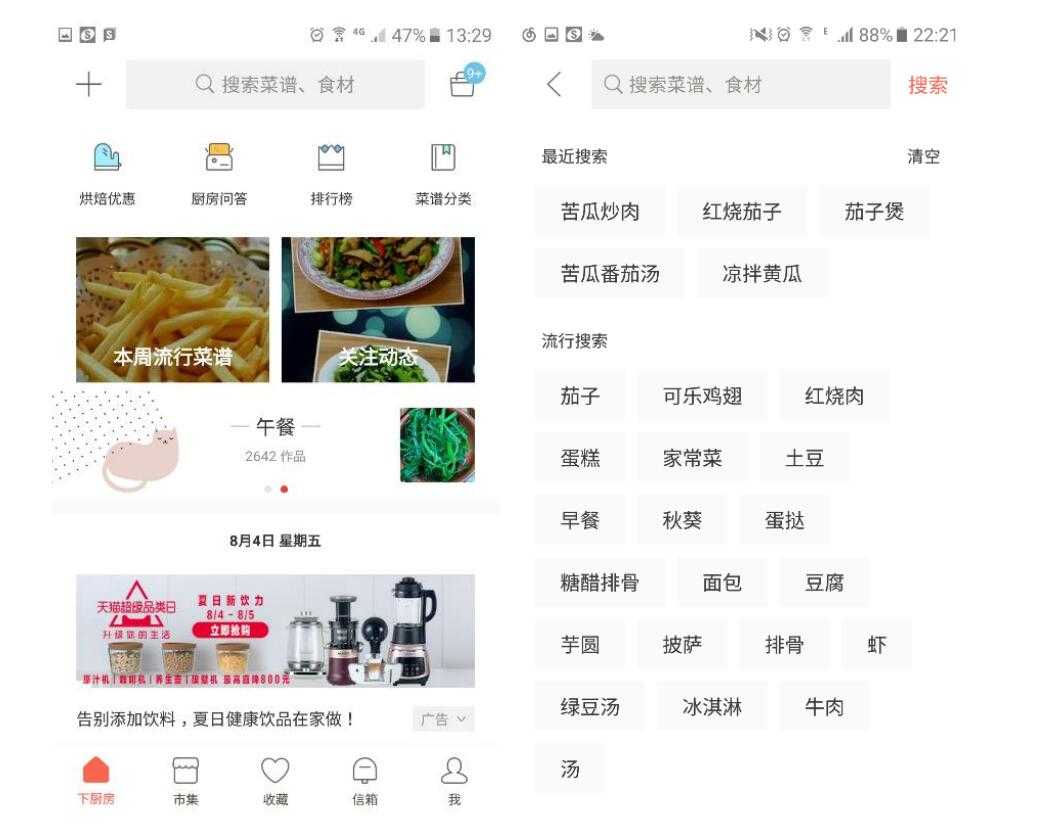 4G 47% 13:29
搜索菜谱、食材
9+
烘焙优惠 厨房问答 排行榜 菜谱分类
本周流行菜谱 关注动态
午餐
2642 作品
8月4日 星期五
天猫超级品类日
升级你的生活
夏日新饮力
8/4 - 8/5
立即抢购
原汁机 | 咖啡机 | 养生壶 | 破壁机 最高直降800元
告别添加饮料，夏日健康饮品在家做！ 广告
下厨房 市集 收藏 信箱 我
E 88% 22:21
搜索菜谱、食材 搜索
最近搜索 清空
苦瓜炒肉 红烧茄子 茄子煲
苦瓜番茄汤 凉拌黄瓜
流行搜索
茄子 可乐鸡翅 红烧肉
蛋糕 家常菜 土豆
早餐 秋葵 蛋挞
糖醋排骨 面包 豆腐
芋圆 披萨 排骨 虾
绿豆汤 冰淇淋 牛肉
汤